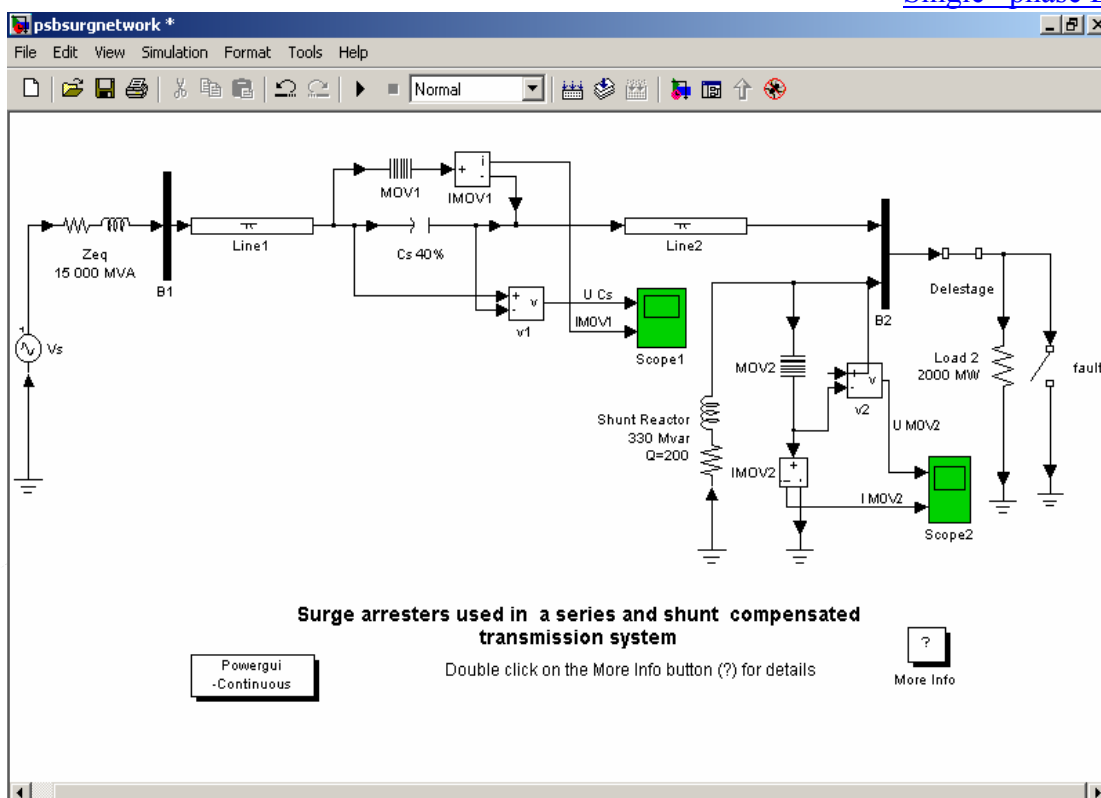 Single - phase
psbsurgnetwork *
File Edit View Simulation Format Tools Help
Normal
MOV1
+ i -
IMOV1
Zeq
15 000 MVA
B1
Line1
Cs 40%
Line2
+ - v
v1
U Cs
IMOV1
Scope1
B2
Delestage
Vs
MOV2
+ - v
v2
Load 2
2000 MW
fault
Shunt Reactor
330 Mvar
Q=200
U MOV2
IMOV2
+
- i
I MOV2
Scope2
Surge arresters used in a series and shunt compensated
transmission system
Double click on the More Info button (?) for details
Powergui
-Continuous
?
More Info